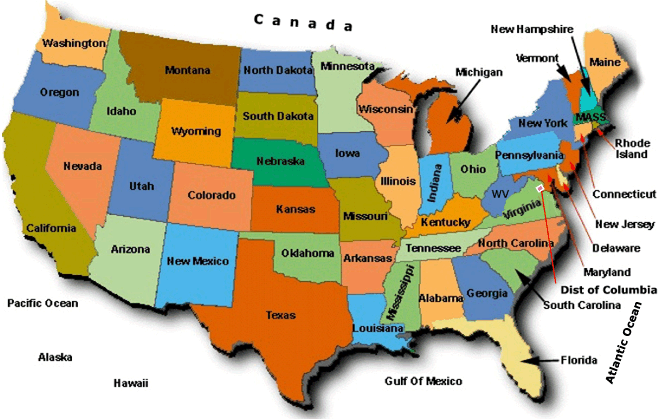 Canada
New Hampshire
Washington
Minnesota
Vermont
Maine
Montana
North Dakota
Michigan
Oregon
Idaho
South Dakota
Wisconsin
MASS
New York
Wyoming
Rhode
Island
Nebraska
Iowa
Pennsylvania
Nevada
Utah
Colorado
Illinois
Indiana
Ohio
WV
Connecticut
Kansas
Missouri
Kentucky
Virginia
New Jersey
California
Arizona
New Mexico
Oklahoma
Arkansas
Tennessee
North Carolina
Delaware
Maryland
Mississippi
Alabama
Georgia
Dist of Columbia
South Carolina
Pacific Ocean
Texas
Louisiana
Atlantic Ocean
Alaska
Florida
Hawaii
Gulf Of Mexico